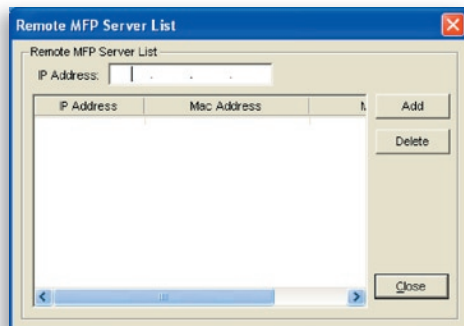 Remote MFP Server List
Remote MFP Server List
IP Address: . . .
IP Address Mac Address
Add
Delete
Close